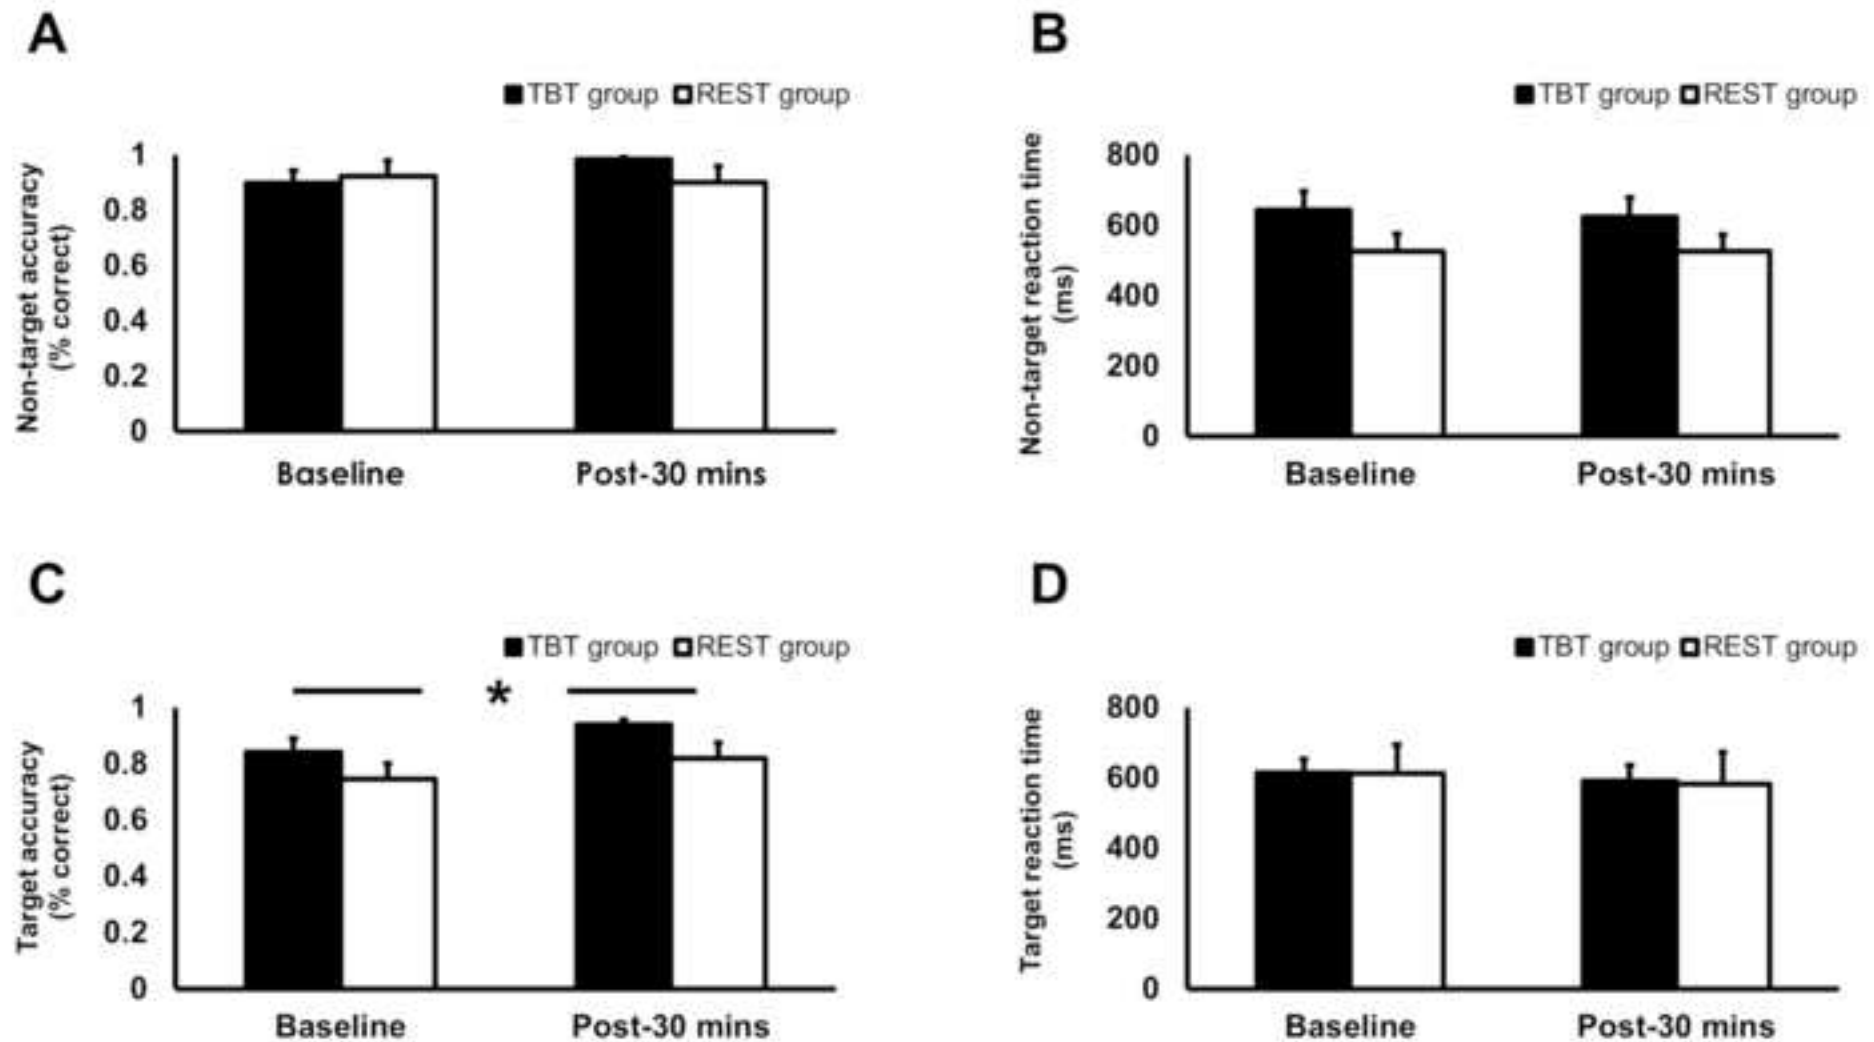 A
TBT group REST group
Non-target accuracy
(% correct)
1
0.8
0.6
0.4
0.2
0
Baseline Post-30 mins
B
TBT group REST group
Non-target reaction time
(ms)
800
600
400
200
0
Baseline Post-30 mins
C
TBT group REST group
*
Target accuracy
(% correct)
1
0.8
0.6
0.4
0.2
0
Baseline Post-30 mins
D
TBT group REST group
Target reaction time
(ms)
800
600
400
200
0
Baseline Post-30 mins